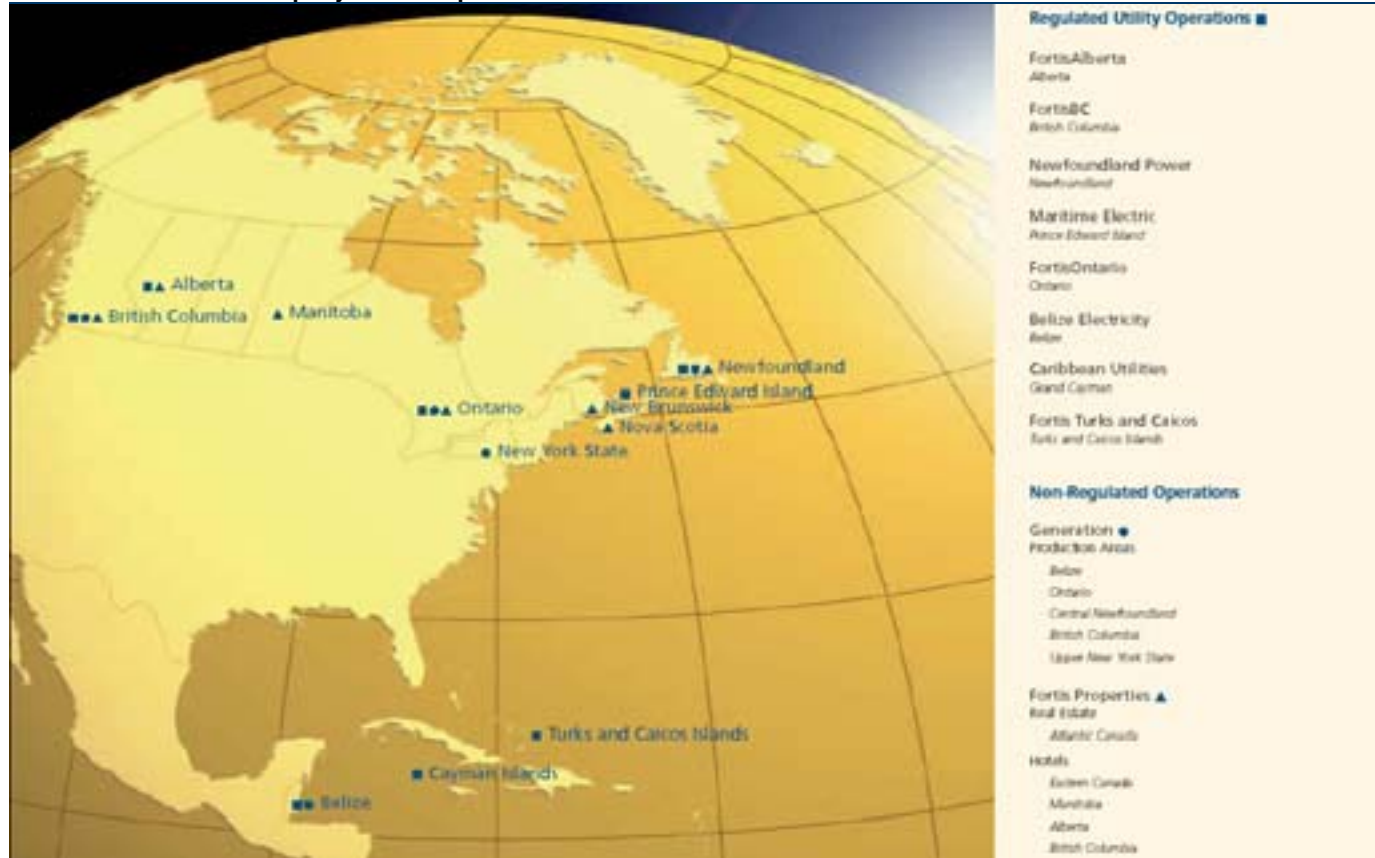 Alberta
British Columbia
Manitoba
Newfoundland
Prince Edward Island
New Brunswick
Ontario
Nova Scotia
New York State
Turks and Caicos Islands
Cayman Islands
Belize
Regulated Utility Operations
FortisAlberta
Alberta
FortisBC
British Columbia
Newfoundland Power
Newfoundland
Maritime Electric
Prince Edward Island
FortisOntario
Ontario
Belize Electricity
Belize
Caribbean Utilities
Grand Cayman
Fortis Turks and Caicos
Turks and Caicos Islands
Non-Regulated Operations
Generation
Production Areas
Belize
Ontario
Central Newfoundland
British Columbia
Upper New York State
Fortis Properties
Real Estate
Atlantic Canada
Hotels
Eastern Canada
Manitoba
Alberta
British Columbia